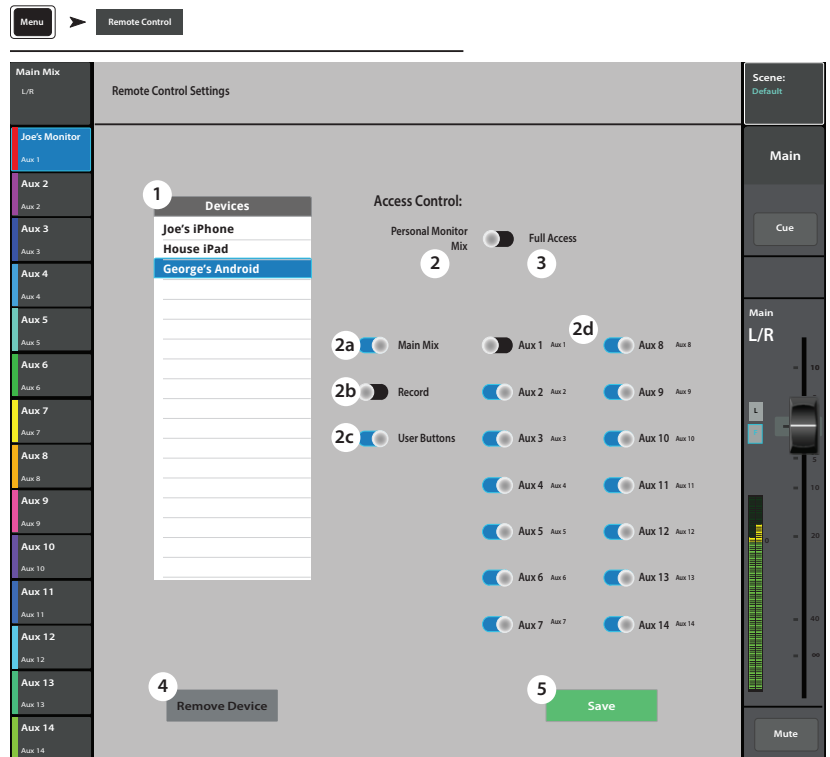 Menu
Remote Control
Main Mix
L/R
Remote Control Settings
Scene:
Default
Joe's Monitor
Aux 1
Aux 2
Aux 2
Aux 3
Aux 3
Aux 4
Aux 4
Aux 5
Aux 5
Aux 6
Aux 6
Aux 7
Aux 7
Aux 8
Aux 8
Aux 9
Aux 9
Aux 10
Aux 10
Aux 11
Aux 11
Aux 12
Aux 12
Aux 13
Aux 13
Aux 14
Aux 14
1
Devices
Joe's iPhone
House iPad
George's Android
Access Control:
Personal Monitor
Mix
Full Access
2
3
2a
Main Mix
2b
Record
2c
User Buttons
2d
Aux 1 Aux 1
Aux 8 Aux 8
Aux 2 Aux 2
Aux 9 Aux 9
Aux 3 Aux 3
Aux 10 Aux 10
Aux 4 Aux 4
Aux 11 Aux 11
Aux 5 Aux 5
Aux 12 Aux 12
Aux 6 Aux 6
Aux 13 Aux 13
Aux 7 Aux 7
Aux 14 Aux 14
4
Remove Device
5
Save
Main
Cue
Main
L/R
10
L
5
10
0
20
40
∞
Mute